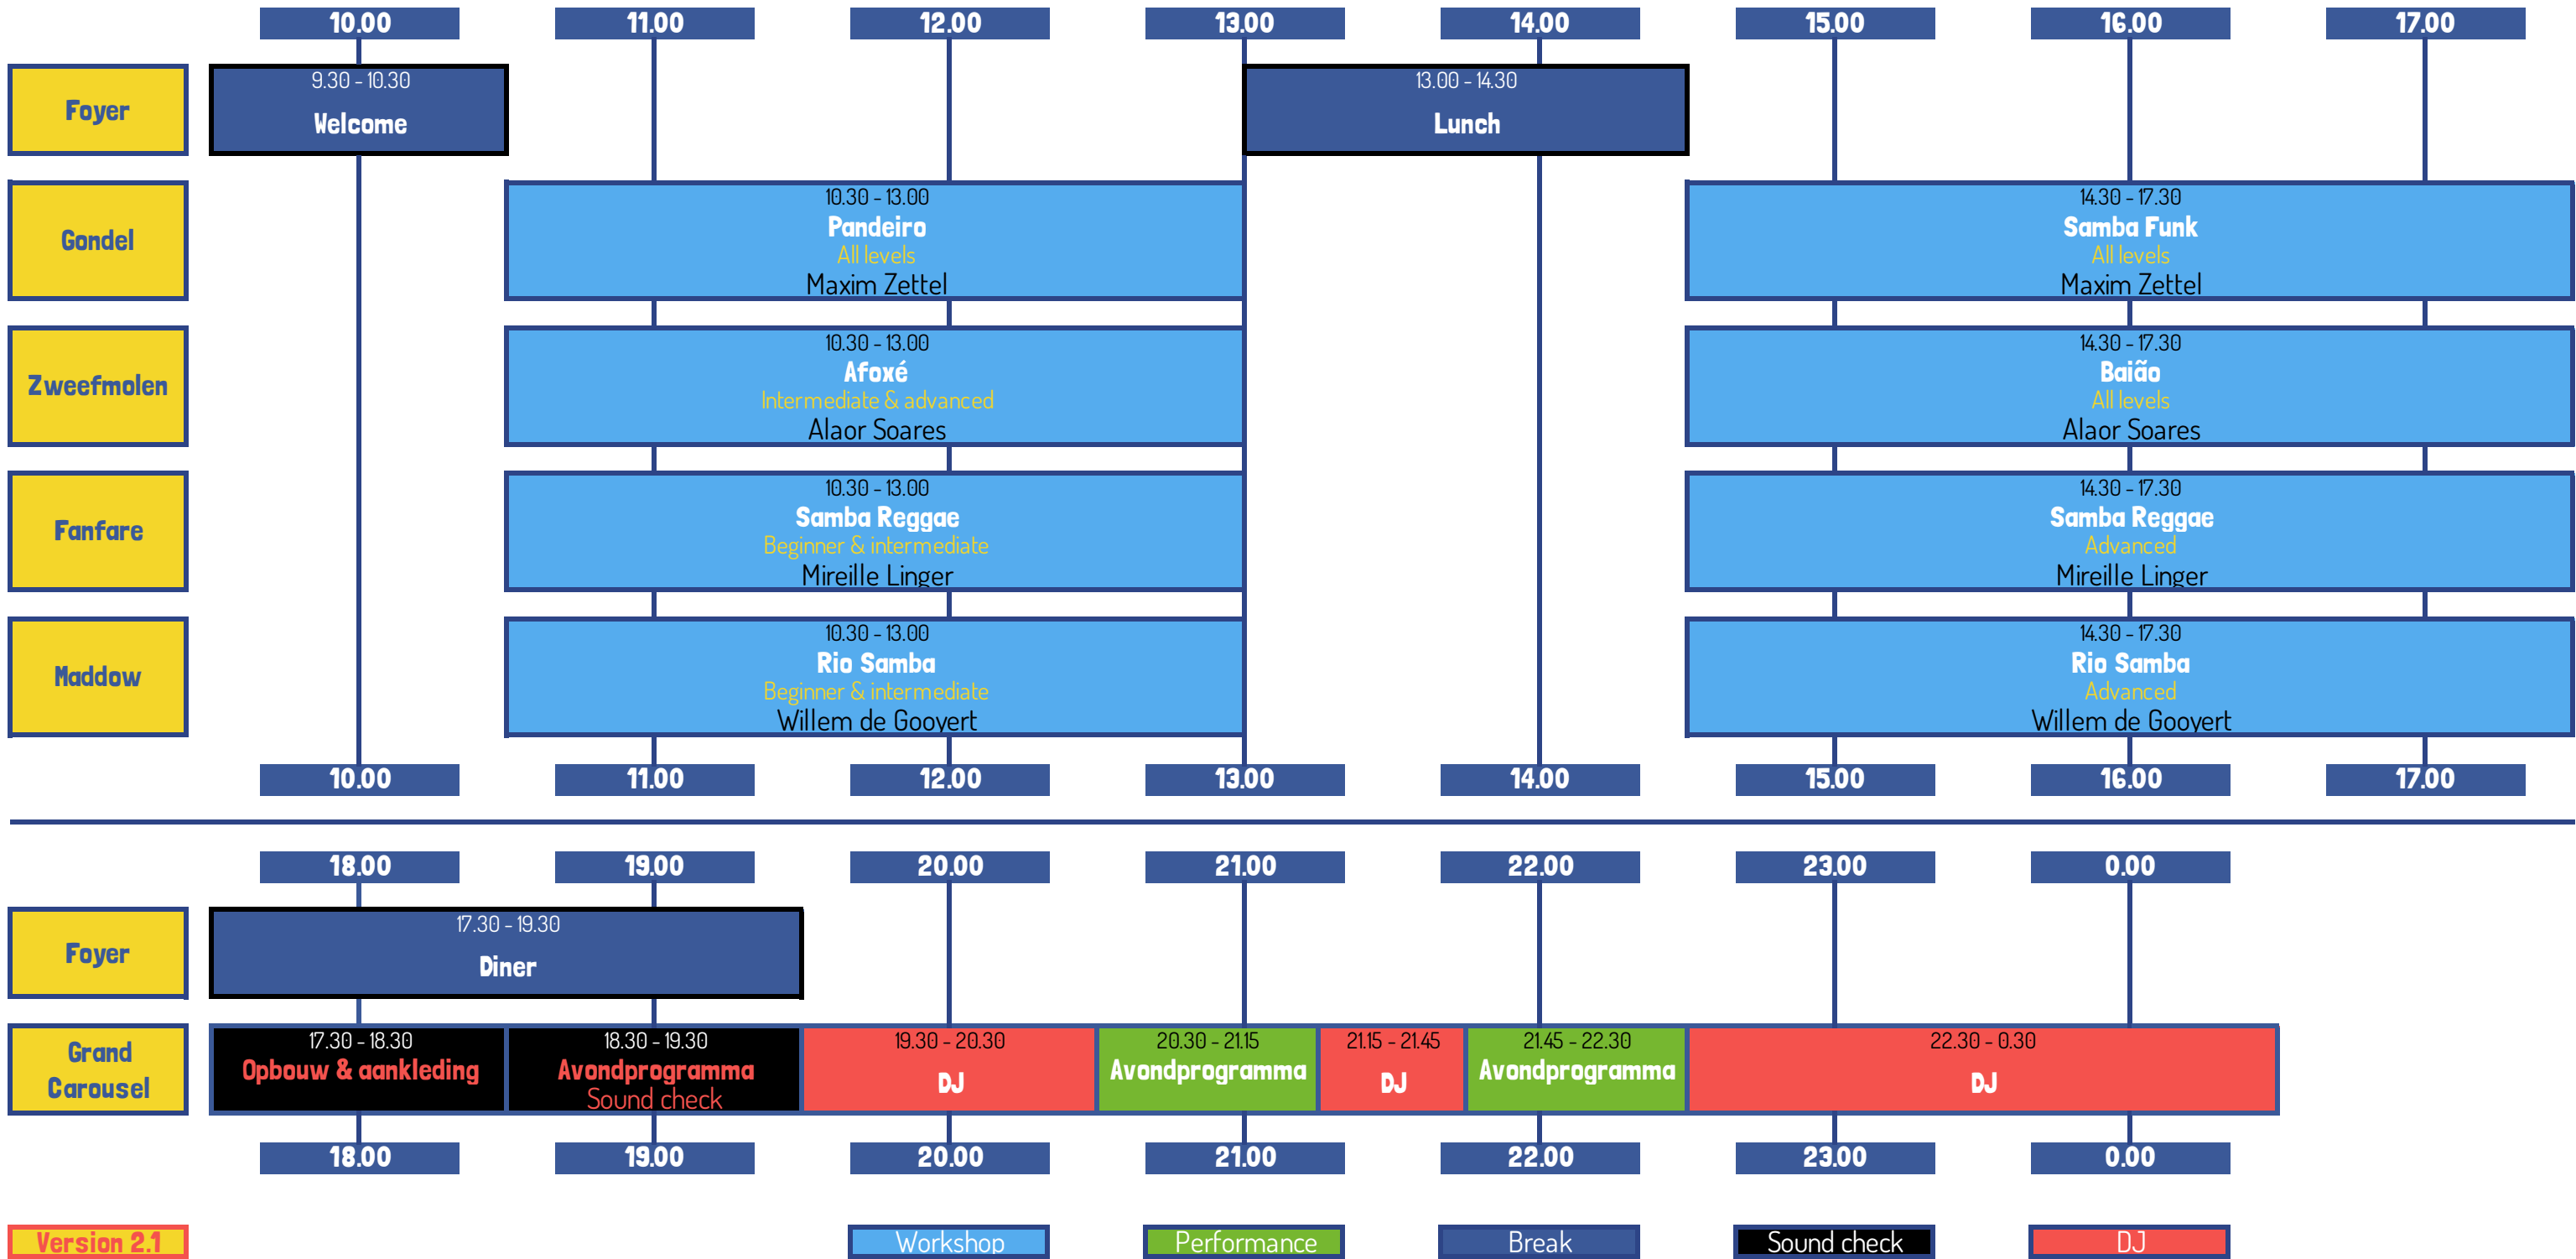 10.00 11.00 12.00 13.00 14.00 15.00 16.00 17.00
Foyer
9.30 - 10.30
Welcome
13.00 - 14.30
Lunch
Gondel
10.30 - 13.00
Pandeiro
All levels
Maxim Zettel
14.30 - 17.30
Samba Funk
All levels
Maxim Zettel
Zweefmolen
10.30 - 13.00
Afoxé
Intermediate & advanced
Alaor Soares
14.30 - 17.30
Baião
All levels
Alaor Soares
Fanfare
10.30 - 13.00
Samba Reggae
Beginner & intermediate
Mireille Linger
14.30 - 17.30
Samba Reggae
Advanced
Mireille Linger
Maddow
10.30 - 13.00
Rio Samba
Beginner & intermediate
Willem de Gooyert
14.30 - 17.30
Rio Samba
Advanced
Willem de Gooyert
10.00 11.00 12.00 13.00 14.00 15.00 16.00 17.00
18.00 19.00 20.00 21.00 22.00 23.00 0.00
Foyer
17.30 - 19.30
Diner
Grand
Carousel
17.30 - 18.30
Opbouw & aankleding
18.30 - 19.30
Avondprogramma
Sound check
19.30 - 20.30
DJ
20.30 - 21.15
Avondprogramma
21.15 - 21.45
DJ
21.45 - 22.30
Avondprogramma
22.30 - 0.30
DJ
18.00 19.00 20.00 21.00 22.00 23.00 0.00
Version 2.1
Workshop
Performance
Break
Sound check
DJ